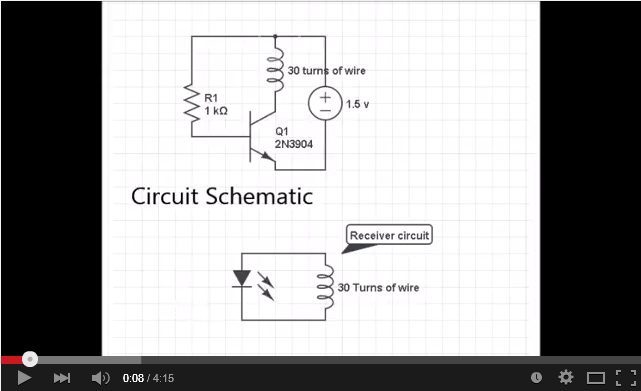 30 turns of wire
R1
1 kΩ
1.5 v
Q1
2N3904
Circuit Schematic
Receiver circuit
30 Turns of wire
0:08 / 4:15